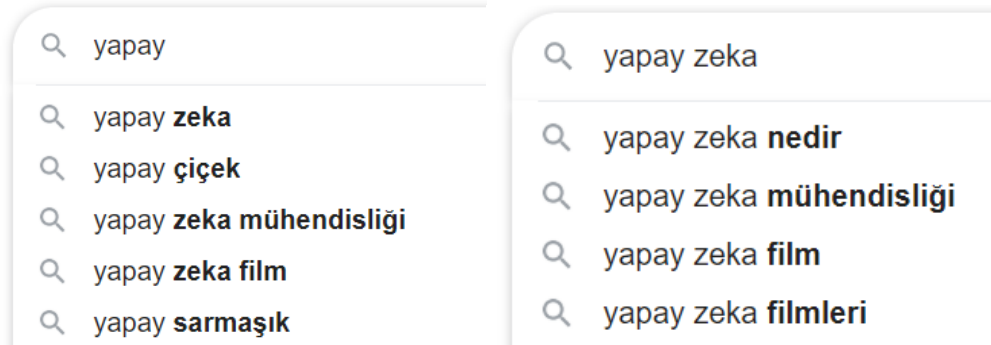 yapay
yapay zeka
yapay çiçek
yapay zeka mühendisliği
yapay zeka film
yapay sarmaşık
yapay zeka
yapay zeka nedir
yapay zeka mühendisliği
yapay zeka film
yapay zeka filmleri